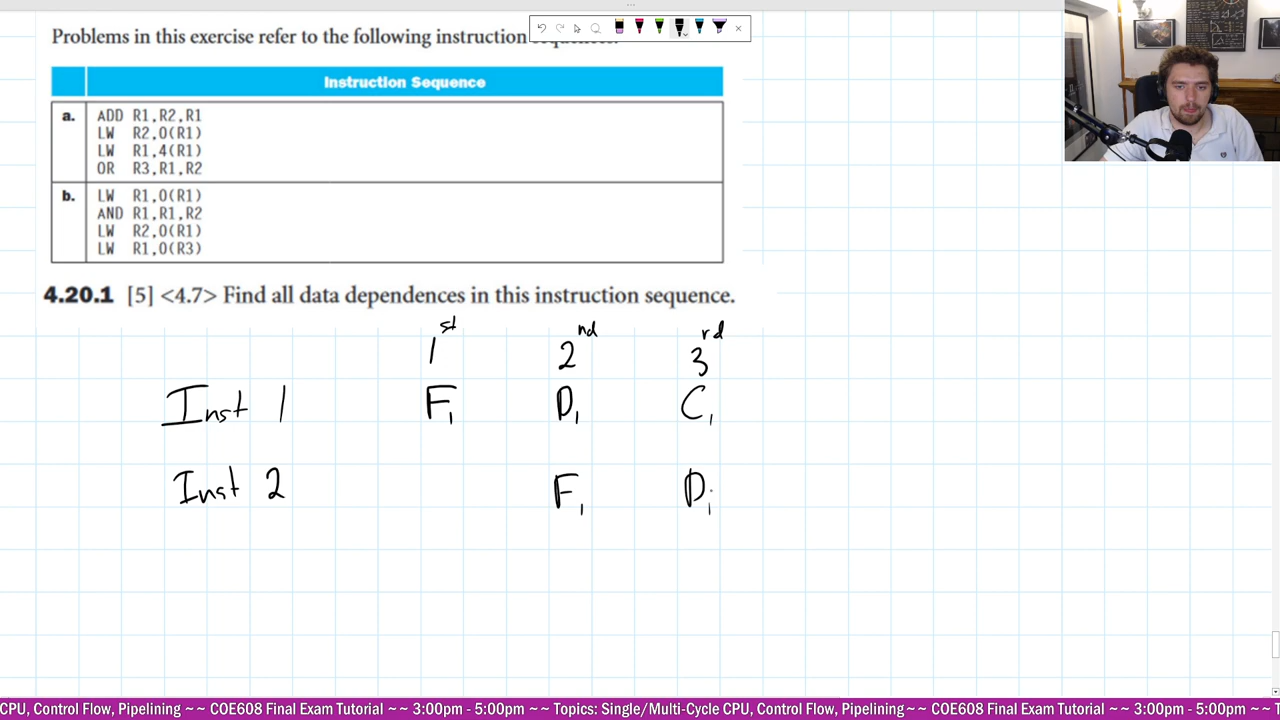 Problems in this exercise refer to the following instruction sequences:
Instruction Sequence
a.
ADD R1,R2,R1
LW R2,0(R1)
LW R1,4(R1)
OR R3,R1,R2
b.
LW R1,0(R1)
AND R1,R1,R2
LW R2,0(R1)
LW R1,0(R3)
4.20.1 [5] <4.7> Find all data dependences in this instruction sequence.
1st 2nd 3rd
Inst 1 F1 D1 C1
Inst 2 F1 D1
CPU, Control Flow, Pipelining ~~ COE608 Final Exam Tutorial ~~ 3:00pm - 5:00pm ~~ Topics: Single/Multi-Cycle CPU, Control Flow, Pipelining~~ COE608 Final Exam Tutorial ~~ 3:00pm - 5:00pm ~~ T